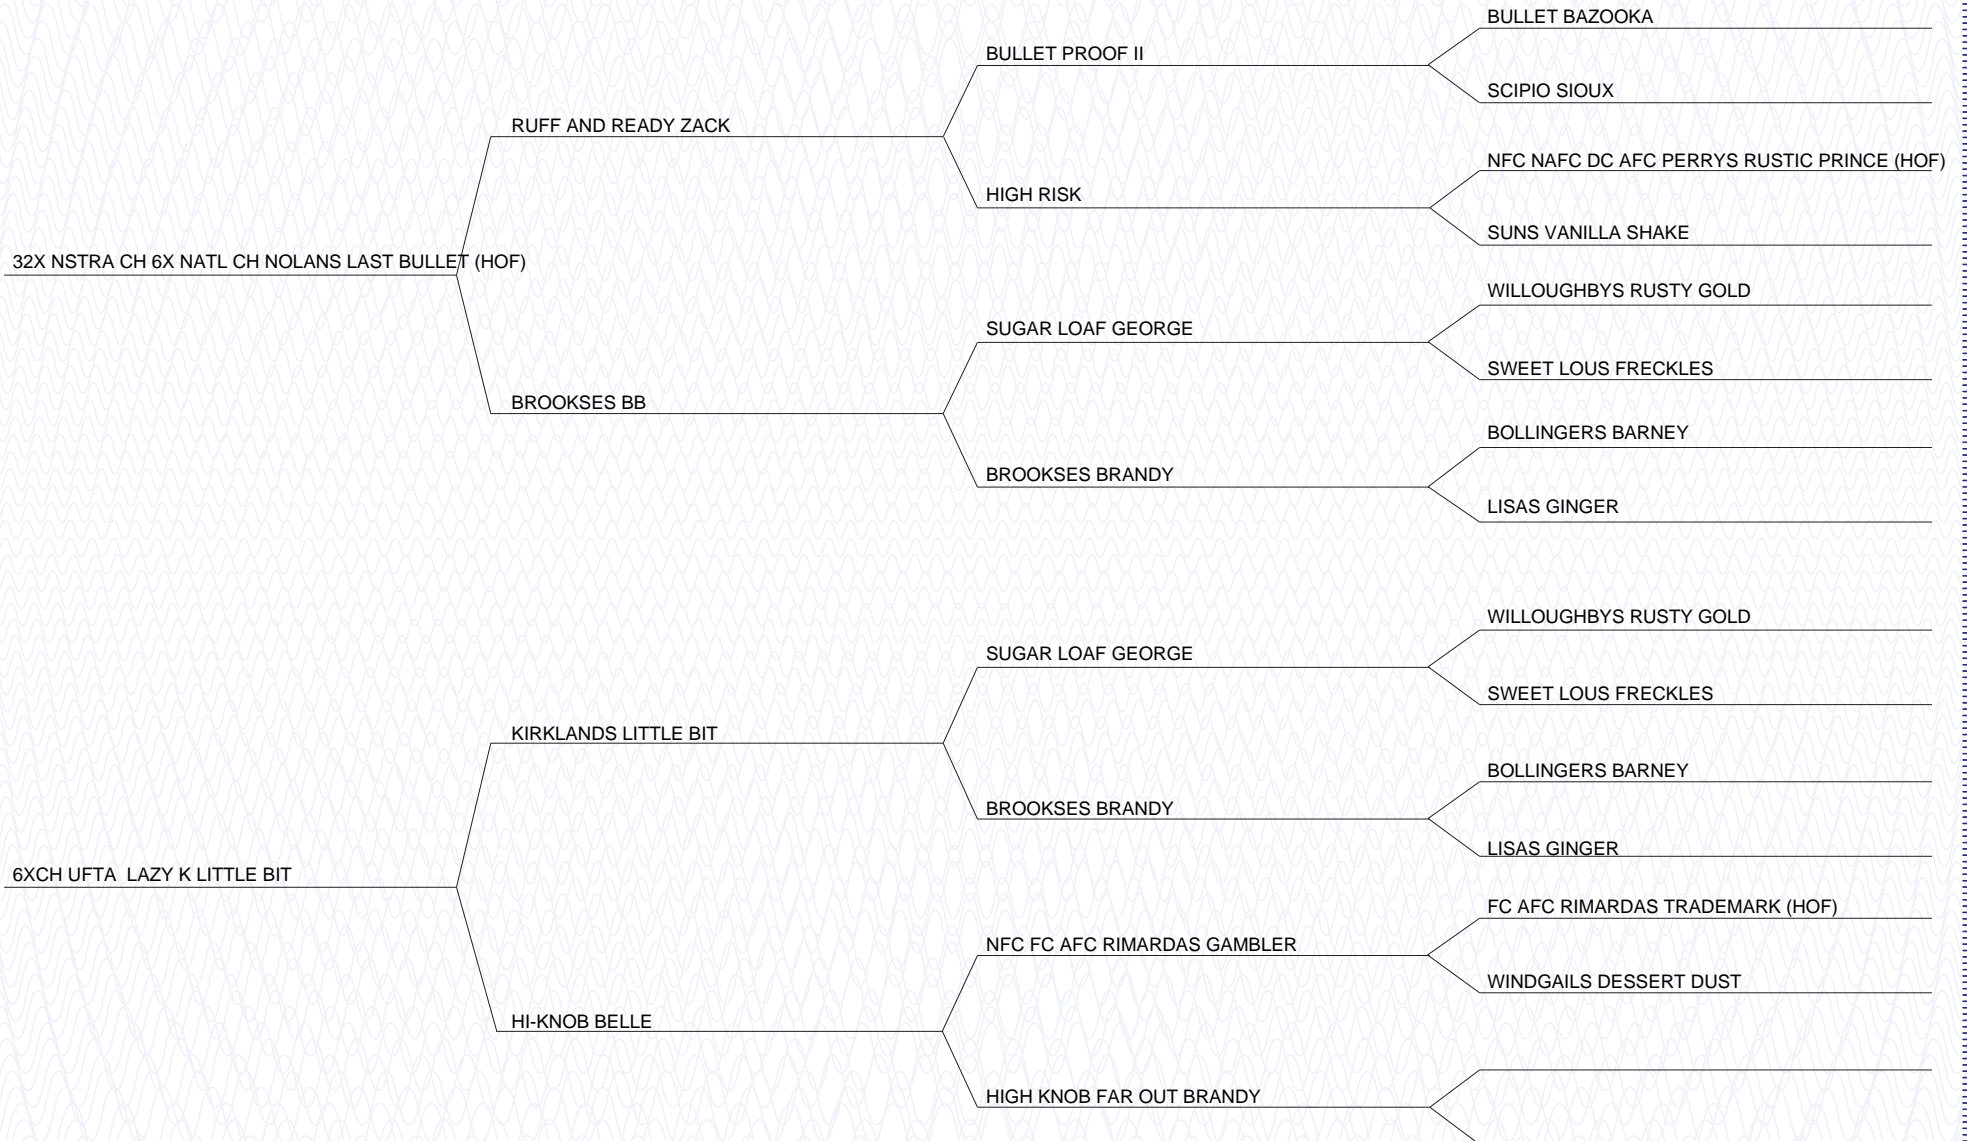 BULLET BAZOOKA
BULLET PROOF II
SCIPIO SIOUX
RUFF AND READY ZACK
NFC NAFC DC AFC PERRYS RUSTIC PRINCE (HOF)
HIGH RISK
SUNS VANILLA SHAKE
32X NSTRA CH 6X NATL CH NOLANS LAST BULLET (HOF)
WILLOUGHBYS RUSTY GOLD
SUGAR LOAF GEORGE
SWEET LOUS FRECKLES
BROOKSES BB
BOLLINGERS BARNEY
BROOKSES BRANDY
LISAS GINGER
WILLOUGHBYS RUSTY GOLD
SUGAR LOAF GEORGE
SWEET LOUS FRECKLES
KIRKLANDS LITTLE BIT
BOLLINGERS BARNEY
BROOKSES BRANDY
LISAS GINGER
6XCH UFTA  LAZY K LITTLE BIT
FC AFC RIMARDAS TRADEMARK (HOF)
NFC FC AFC RIMARDAS GAMBLER
WINDGAILS DESSERT DUST
HI-KNOB BELLE
HIGH KNOB FAR OUT BRANDY